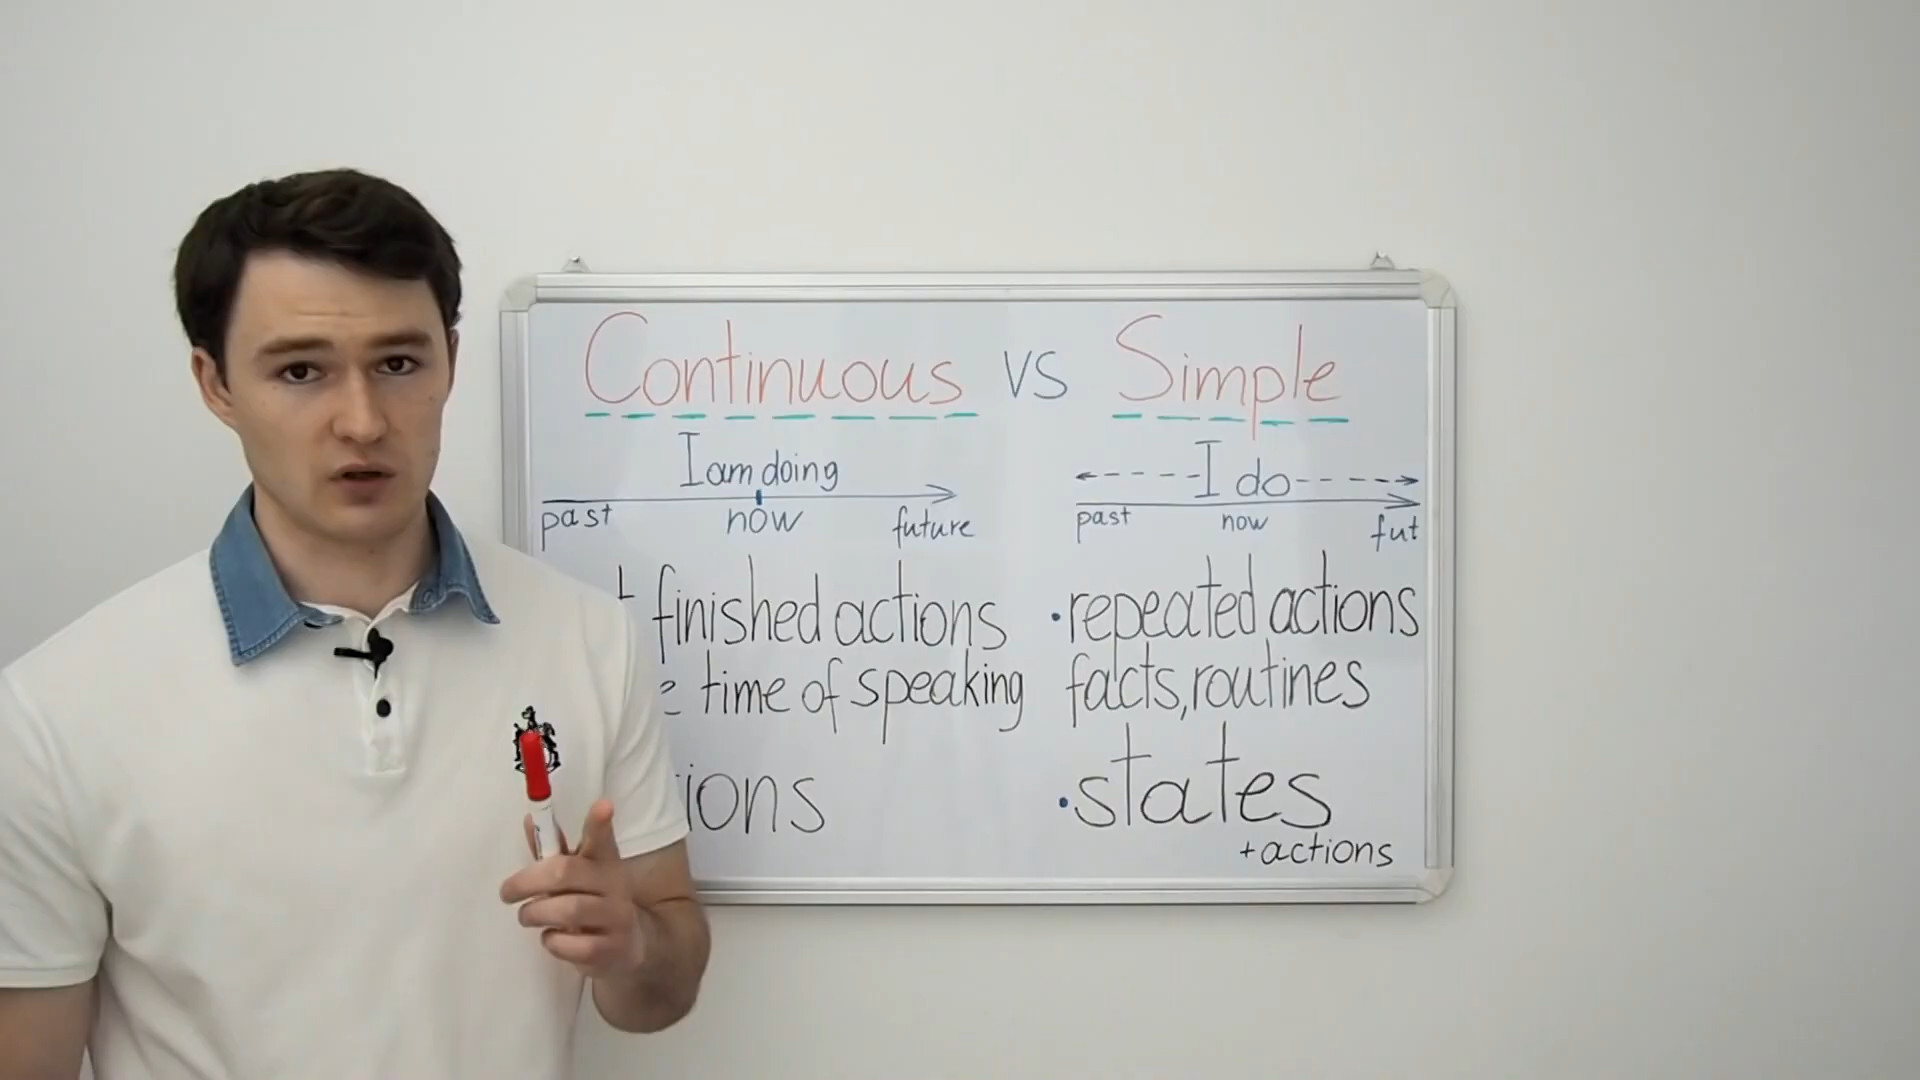 Continuous vs Simple
I am doing
past now future
finished actions
time of speaking
I do
past now fut
•repeated actions
facts, routines
•states
+actions